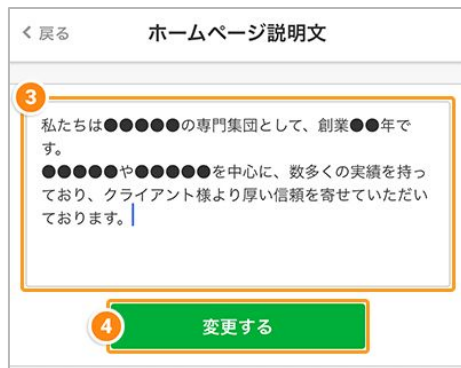 戻る
ホームページ説明文
3
私たちは●●●●●の専門集団として、創業●●年で
す。
●●●●●や●●●●●を中心に、数多くの実績を持っ
ており、クライアント様より厚い信頼を寄せていただい
ております。
4
変更する